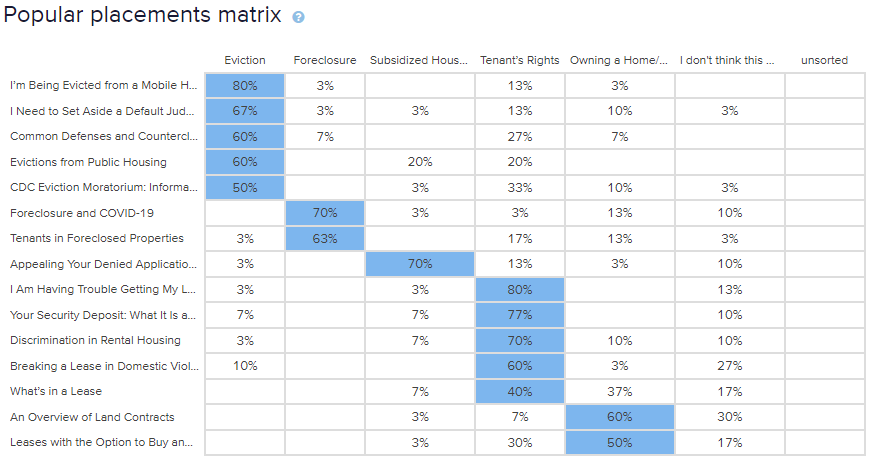 Popular placements matrix ?
Eviction Foreclosure Subsidized Hous... Tenant's Rights Owning a Home/... I don't think this ... unsorted
I'm Being Evicted from a Mobile H... 80% 3% 13% 3%
I Need to Set Aside a Default Jud... 67% 3% 3% 13% 10% 3%
Common Defenses and Countercl... 60% 7% 27% 7%
Evictions from Public Housing 60% 20% 20%
CDC Eviction Moratorium: Informa... 50% 3% 33% 10% 3%
Foreclosure and COVID-19 70% 3% 3% 13% 10%
Tenants in Foreclosed Properties 3% 63% 17% 13% 3%
Appealing Your Denied Applicatio... 3% 70% 13% 3% 10%
I Am Having Trouble Getting My L... 3% 3% 80% 13%
Your Security Deposit: What It Is a... 7% 7% 77% 10%
Discrimination in Rental Housing 3% 7% 70% 10% 10%
Breaking a Lease in Domestic Viol... 10% 60% 3% 27%
What's in a Lease 7% 40% 37% 17%
An Overview of Land Contracts 3% 7% 60% 30%
Leases with the Option to Buy an... 3% 30% 50% 17%